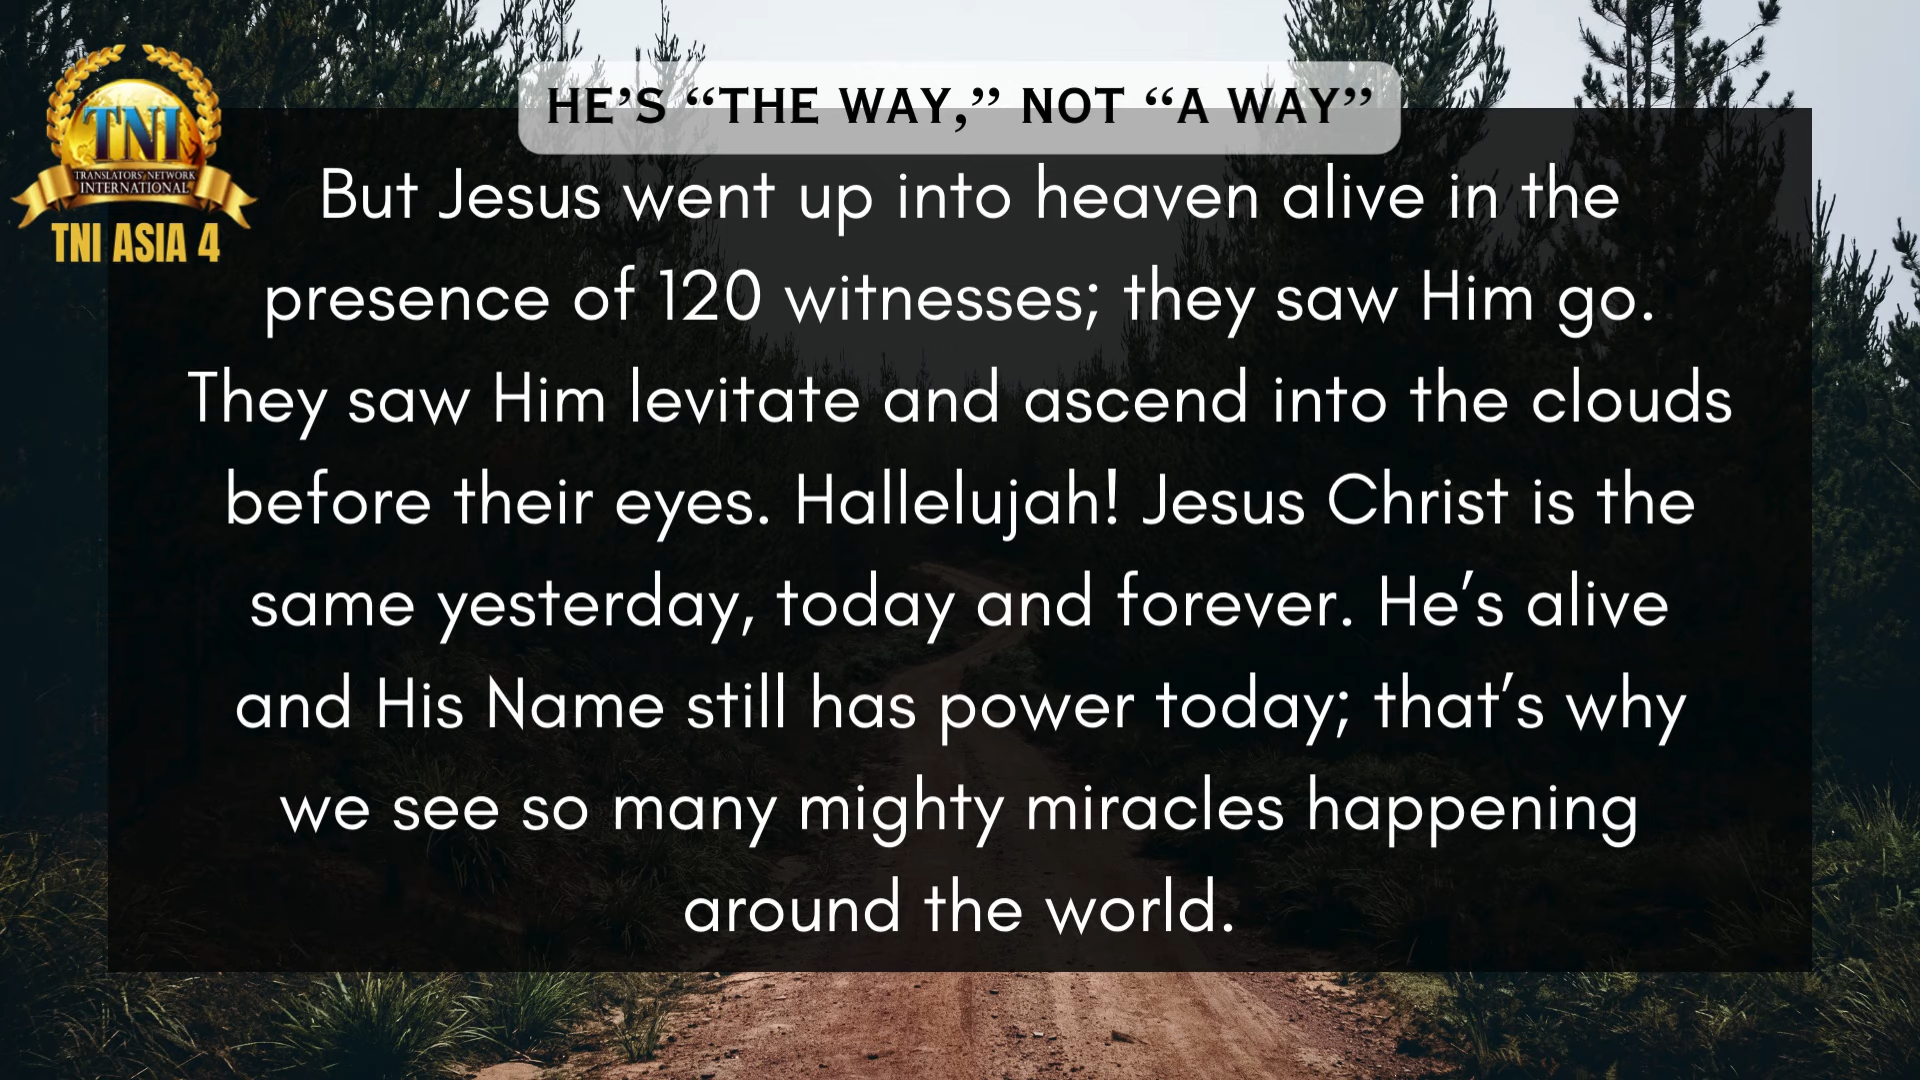 HE’S “THE WAY,” NOT “A WAY”
TNI
TRANSLATORS' NETWORK
INTERNATIONAL
TNI ASIA 4
But Jesus went up into heaven alive in the
presence of 120 witnesses; they saw Him go.
They saw Him levitate and ascend into the clouds
before their eyes. Hallelujah! Jesus Christ is the
same yesterday, today and forever. He’s alive
and His Name still has power today; that’s why
we see so many mighty miracles happening
around the world.